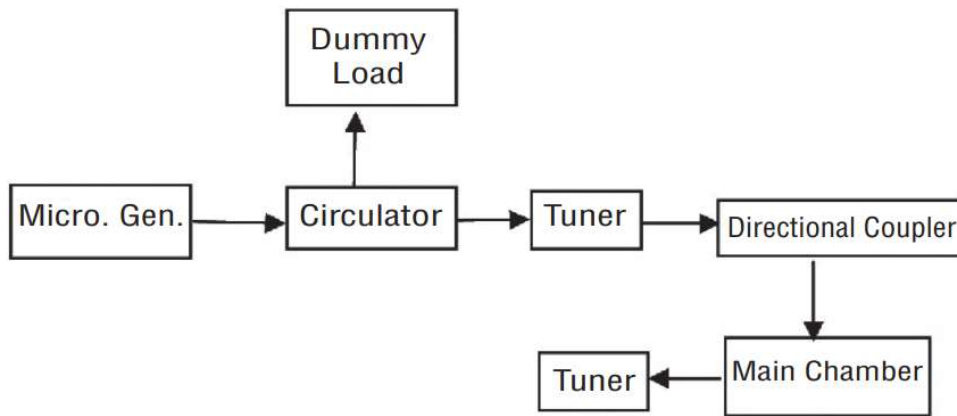 Dummy
Load
Micro. Gen.
Circulator
Tuner
Directional Coupler
Main Chamber
Tuner